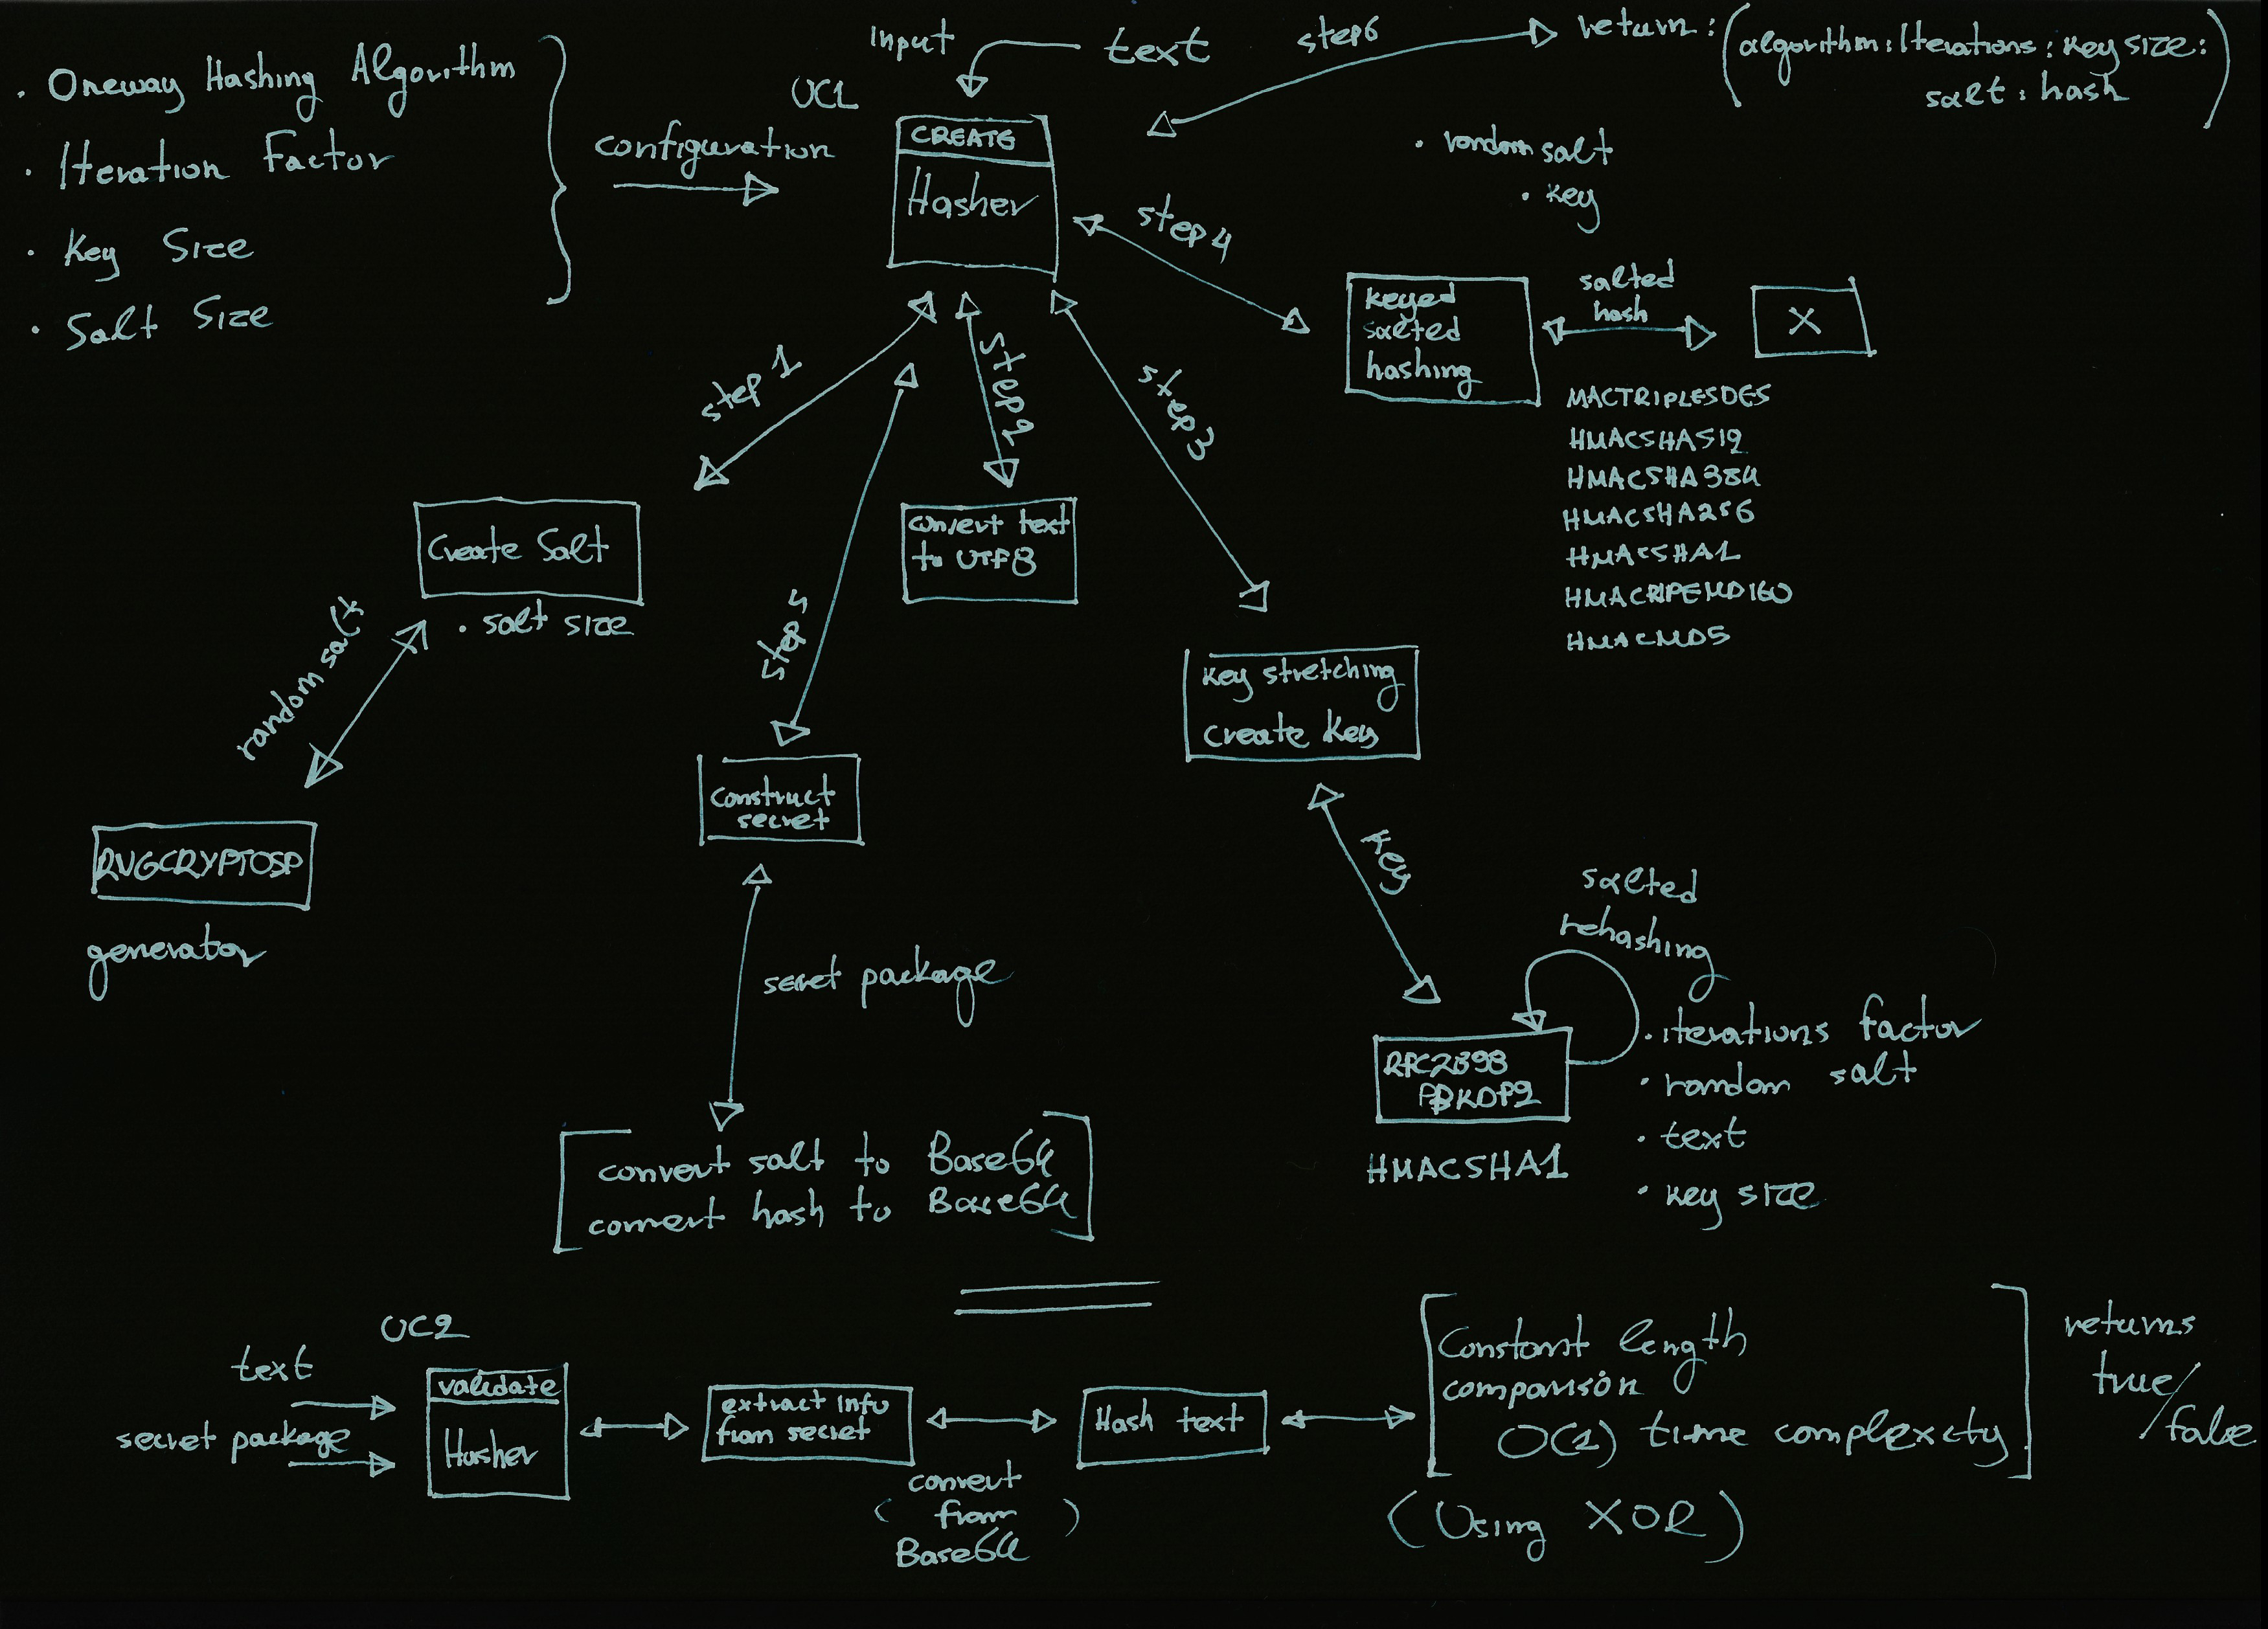 · Oneway Hashing Algorithm
· Iteration Factor
· Key Size
· Salt Size
configuration
input
text
UC1
CREATE
Hasher
step6
return: (algorithm:Iterations:key size:
salt:hash)
· random salt
· key
step4
keyed
salted
hashing
salted
hash
X
MACTRIPLESDES
HMACSHA512
HMACSHA384
HMACSHA256
HMACSHA1
HMACRIPEMD160
HMACMD5
step 1
step2
step3
Create Salt
· salt size
random salt
RNGCRYPTOSP
generator
convert text
to UTF8
step5
construct
secret
secret package
convert salt to Base64
convert hash to Base64
key stretching
create key
key
salted
rehashing
RFC2898
PBKDF2
HMACSHA1
· iterations factor
· random salt
· text
· key size
UC2
text
secret package
validate
Hasher
extract info
from secret
(convert
from
Base64)
Hash text
Constant length
comparison
O(1) time complexity
(Using XOR)
returns
true/
false